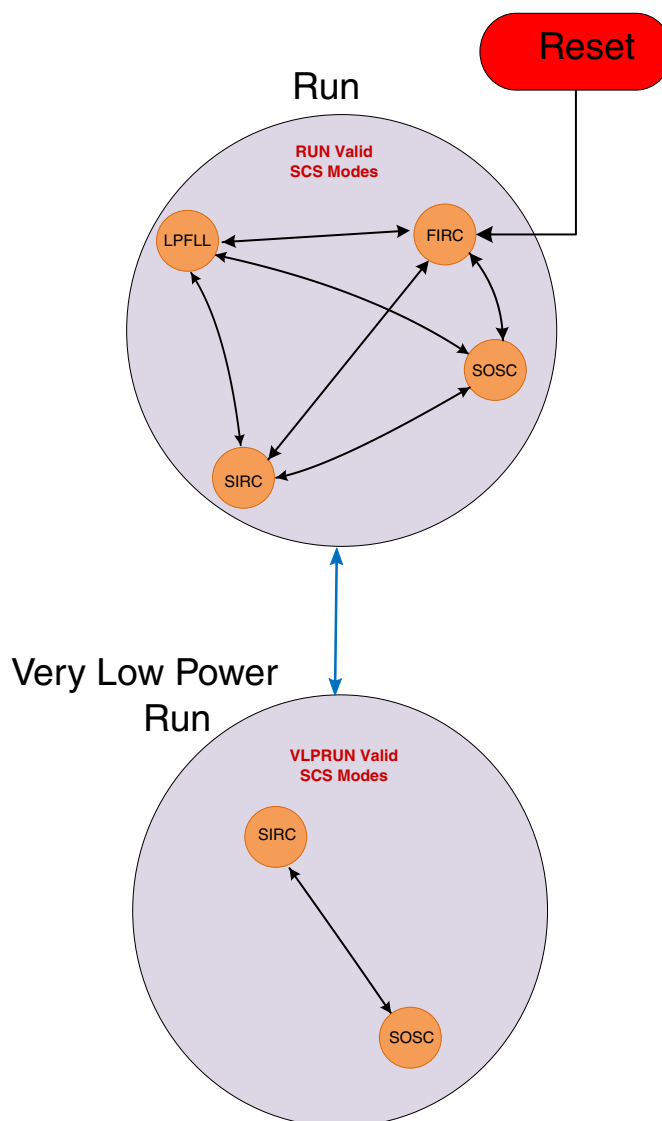 Reset
Run
RUN Valid
SCS Modes
LPFLL
FIRC
SOSC
SIRC
Very Low Power
Run
VLPRUN Valid
SCS Modes
SIRC
SOSC